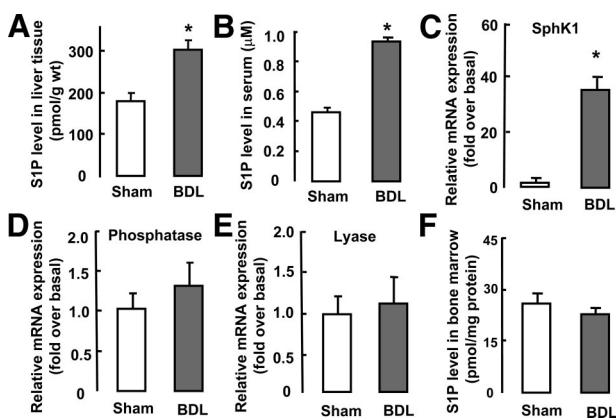 A
S1P level in liver tissue
(pmol/g wt)
300
200
100
0
*
Sham
BDL
B
S1P level in serum (μM)
1.0
0.8
0.6
0.4
0.2
0
*
Sham
BDL
C
SphK1
Relative mRNA expression
(fold over basal)
60
40
20
0
*
Sham
BDL
D
Phosphatase
Relative mRNA expression
(fold over basal)
2.0
1.5
1.0
0.5
0
Sham
BDL
E
Lyase
Relative mRNA expression
(fold over basal)
2.0
1.5
1.0
0.5
0.0
Sham
BDL
F
S1P level in bone marrow
(pmol/mg protein)
45
30
15
0
Sham
BDL